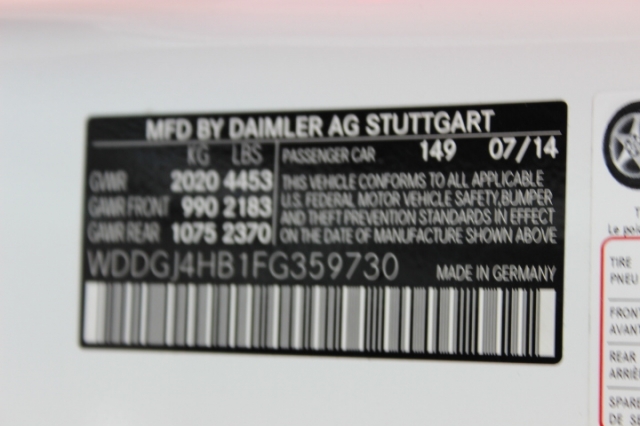 MFD BY DAIMLER AG STUTTGART
KG LBS
GVWR 2020 4453
GAWR FRONT 990 2183
GAWR REAR 1075 2370
PASSENGER CAR 149 07/14
THIS VEHICLE CONFORMS TO ALL APPLICABLE
U.S. FEDERAL MOTOR VEHICLE SAFETY,BUMPER
AND THEFT PREVENTION STANDARDS IN EFFECT
ON THE DATE OF MANUFACTURE SHOWN ABOVE
WDDGJ4HB1FG359730 MADE IN GERMANY
Le
TIRE
PNEU
FRONT
AVANT
REAR
ARRIÈ
SPARE
DE